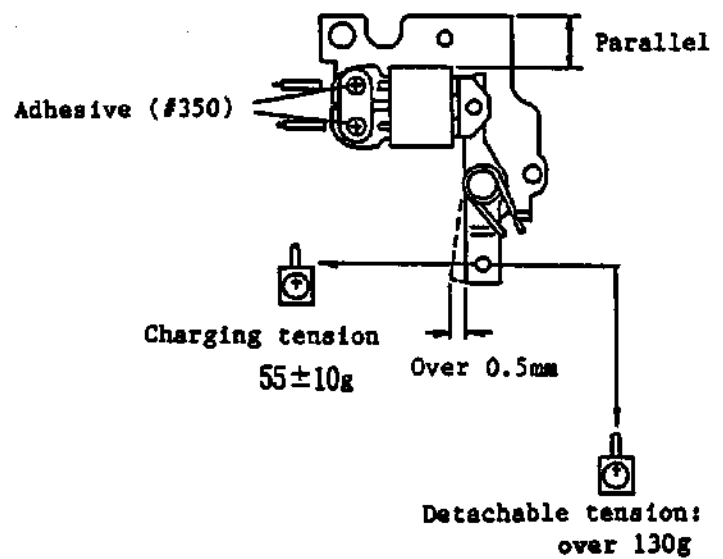 Parallel
Adhesive (#350)
Charging tension
55±10g
Over 0.5mm
Detachable tension:
over 130g